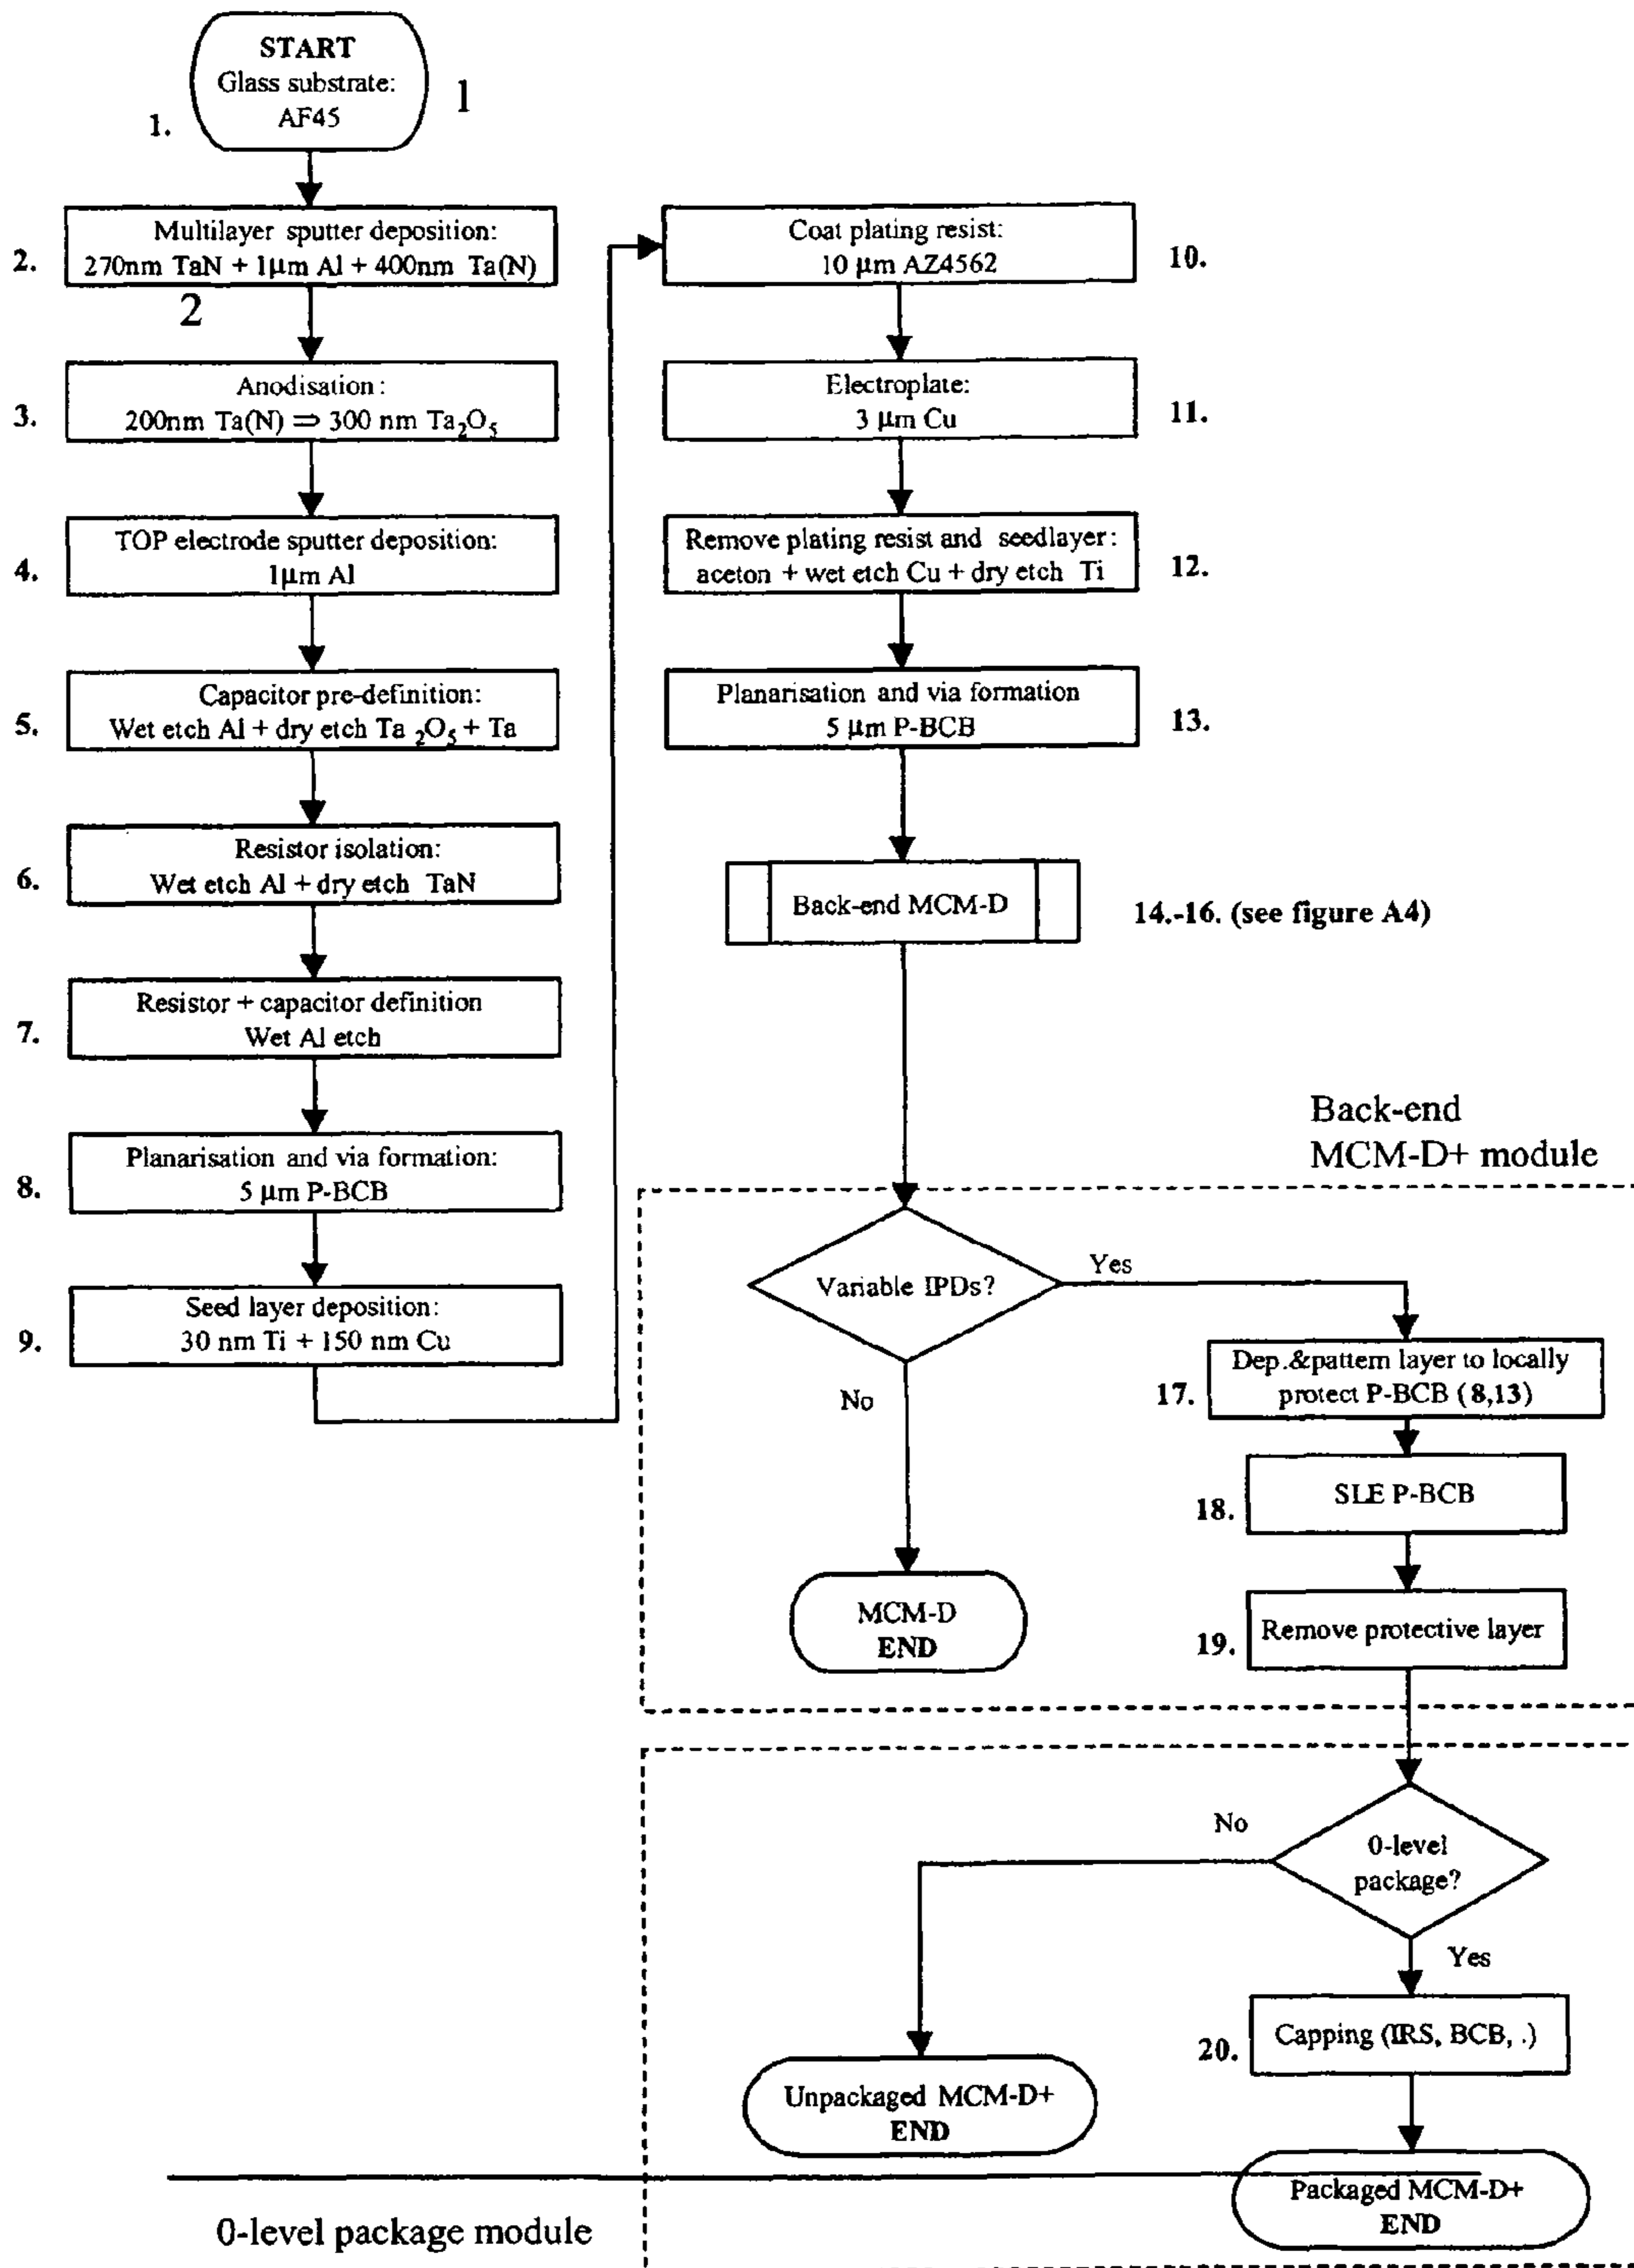 START
Glass substrate:
AF45
1.
1
Multilayer sputter deposition:
270nm TaN + 1μm Al + 400nm Ta(N)
2.
2
Anodisation:
200nm Ta(N) ⇒ 300 nm Ta₂O₅
3.
TOP electrode sputter deposition:
1μm Al
4.
Capacitor pre-definition:
Wet etch Al + dry etch Ta₂O₅ + Ta
5.
Resistor isolation:
Wet etch Al + dry etch TaN
6.
Resistor + capacitor definition
Wet Al etch
7.
Planarisation and via formation:
5 μm P-BCB
8.
Seed layer deposition:
30 nm Ti + 150 nm Cu
9.
Coat plating resist:
10 μm AZ4562
10.
Electroplate:
3 μm Cu
11.
Remove plating resist and seedlayer:
aceton + wet etch Cu + dry etch Ti
12.
Planarisation and via formation
5 μm P-BCB
13.
Back-end MCM-D
14.-16. (see figure A4)
Back-end
MCM-D+ module
Variable IPDs?
Yes
No
Dep.&pattern layer to locally
protect P-BCB (8,13)
17.
SLE P-BCB
18.
Remove protective layer
19.
MCM-D
END
0-level
package?
No
Yes
Capping (IRS, BCB, .)
20.
Unpackaged MCM-D+
END
Packaged MCM-D+
END
0-level package module